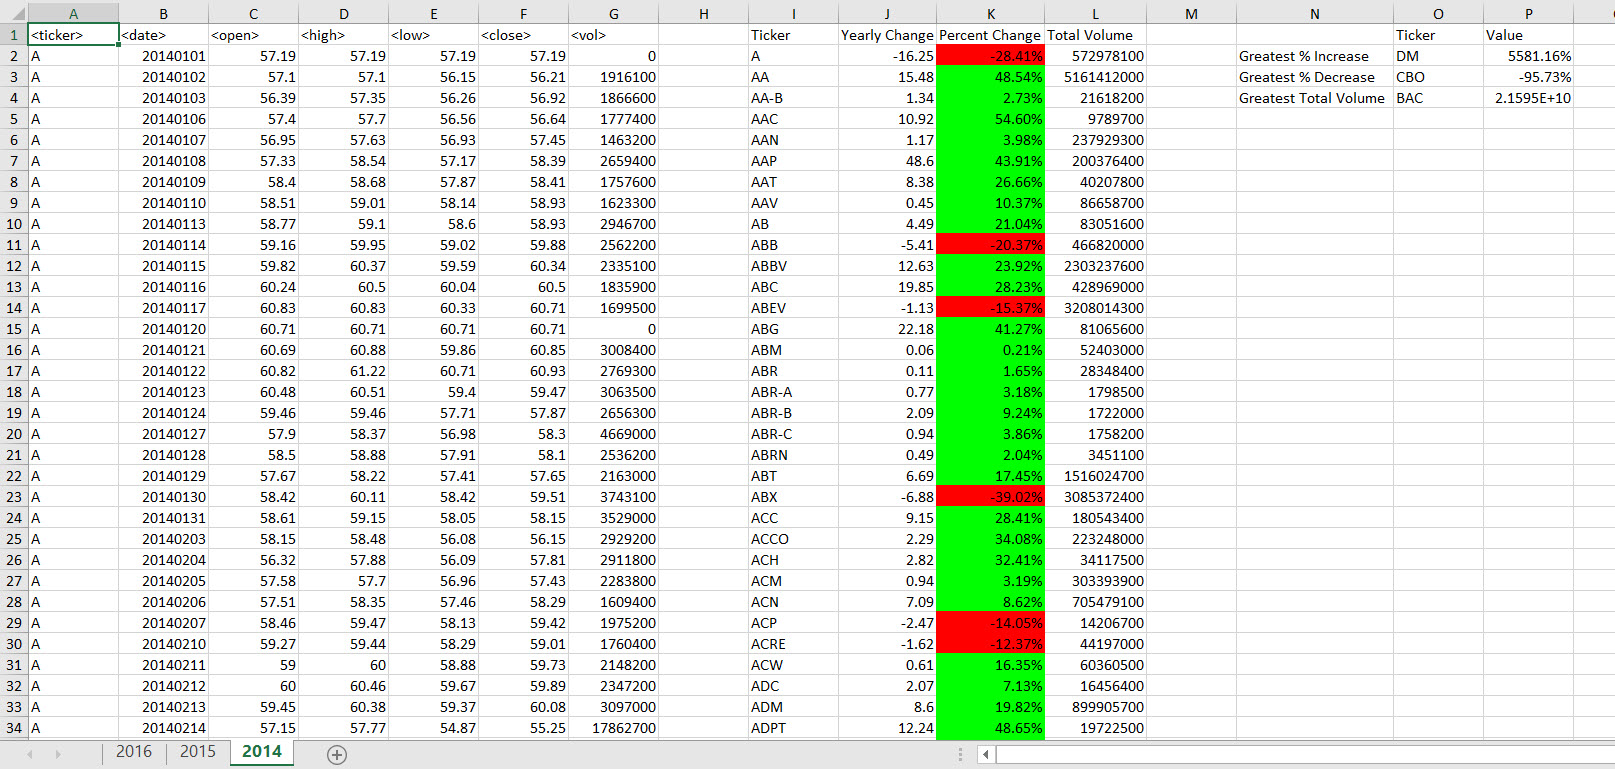 A B C D E F G H I J K L M N O P
1 <ticker> <date> <open> <high> <low> <close> <vol> Ticker Yearly Change Percent Change Total Volume Ticker Value
2 A 20140101 57.19 57.19 57.19 57.19 0 A -16.25 -28.41% 572978100 Greatest % Increase DM 5581.16%
3 A 20140102 57.1 57.1 56.15 56.21 1916100 AA 15.48 48.54% 5161412000 Greatest % Decrease CBO -95.73%
4 A 20140103 56.39 57.35 56.26 56.92 1866600 AA-B 1.34 2.73% 21618200 Greatest Total Volume BAC 2.1595E+10
5 A 20140106 57.4 57.7 56.56 56.64 1777400 AAC 10.92 54.60% 9789700
6 A 20140107 56.95 57.63 56.93 57.45 1463200 AAN 1.17 3.98% 237929300
7 A 20140108 57.33 58.54 57.17 58.39 2659400 AAP 48.6 43.91% 200376400
8 A 20140109 58.4 58.68 57.87 58.41 1757600 AAT 8.38 26.66% 40207800
9 A 20140110 58.51 59.01 58.14 58.93 1623300 AAV 0.45 10.37% 86658700
10 A 20140113 58.77 59.1 58.6 58.93 2946700 AB 4.49 21.04% 83051600
11 A 20140114 59.16 59.95 59.02 59.88 2562200 ABB -5.41 -20.37% 466820000
12 A 20140115 59.82 60.37 59.59 60.34 2335100 ABBV 12.63 23.92% 2303237600
13 A 20140116 60.24 60.5 60.04 60.5 1835900 ABC 19.85 28.23% 428969000
14 A 20140117 60.83 60.83 60.33 60.71 1699500 ABEV -1.13 -15.37% 3208014300
15 A 20140120 60.71 60.71 60.71 60.71 0 ABG 22.18 41.27% 81065600
16 A 20140121 60.69 60.88 59.86 60.85 3008400 ABM 0.06 0.21% 52403000
17 A 20140122 60.82 61.22 60.71 60.93 2769300 ABR 0.11 1.65% 28348400
18 A 20140123 60.48 60.51 59.4 59.47 3063500 ABR-A 0.77 3.18% 1798500
19 A 20140124 59.46 59.46 57.71 57.87 2656300 ABR-B 2.09 9.24% 1722000
20 A 20140127 57.9 58.37 56.98 58.3 4669000 ABR-C 0.94 3.86% 1758200
21 A 20140128 58.5 58.88 57.91 58.1 2536200 ABRN 0.49 2.04% 3451100
22 A 20140129 57.67 58.22 57.41 57.65 2163000 ABT 6.69 17.45% 1516024700
23 A 20140130 58.42 60.11 58.42 59.51 3743100 ABX -6.88 -39.02% 3085372400
24 A 20140131 58.61 59.15 58.05 58.15 3529000 ACC 9.15 28.41% 180543400
25 A 20140203 58.15 58.48 56.08 56.15 2929200 ACCO 2.29 34.08% 223248000
26 A 20140204 56.32 57.88 56.09 57.81 2911800 ACH 2.82 32.41% 34117500
27 A 20140205 57.58 57.7 56.96 57.43 2283800 ACM 0.94 3.19% 303393900
28 A 20140206 57.51 58.35 57.46 58.29 1609400 ACN 7.09 8.62% 705479100
29 A 20140207 58.46 59.47 58.13 59.42 1975200 ACP -2.47 -14.05% 14206700
30 A 20140210 59.27 59.44 58.29 59.01 1760400 ACRE -1.62 -12.37% 44197000
31 A 20140211 59 60 58.88 59.73 2148200 ACW 0.61 16.35% 60360500
32 A 20140212 60 60.46 59.67 59.89 2347200 ADC 2.07 7.13% 16456400
33 A 20140213 59.45 60.38 59.37 60.08 3097000 ADM 8.6 19.82% 899905700
34 A 20140214 57.15 57.77 54.87 55.25 17862700 ADPT 12.24 48.65% 19722500
2016 2015 2014